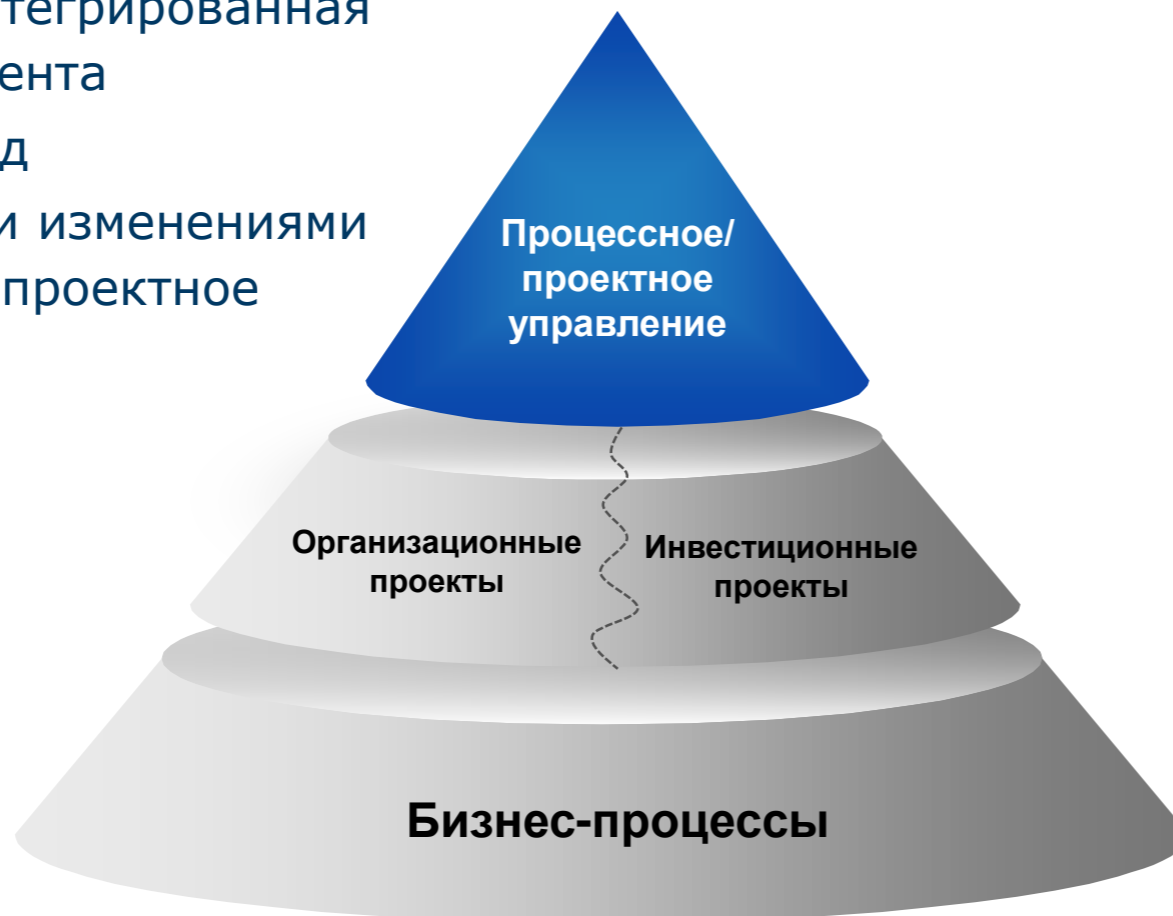 тегрированная
ента
д
и изменениями
проектное
Процессное/
проектное
управление
Организационные
проекты
Инвестиционные
проекты
Бизнес-процессы